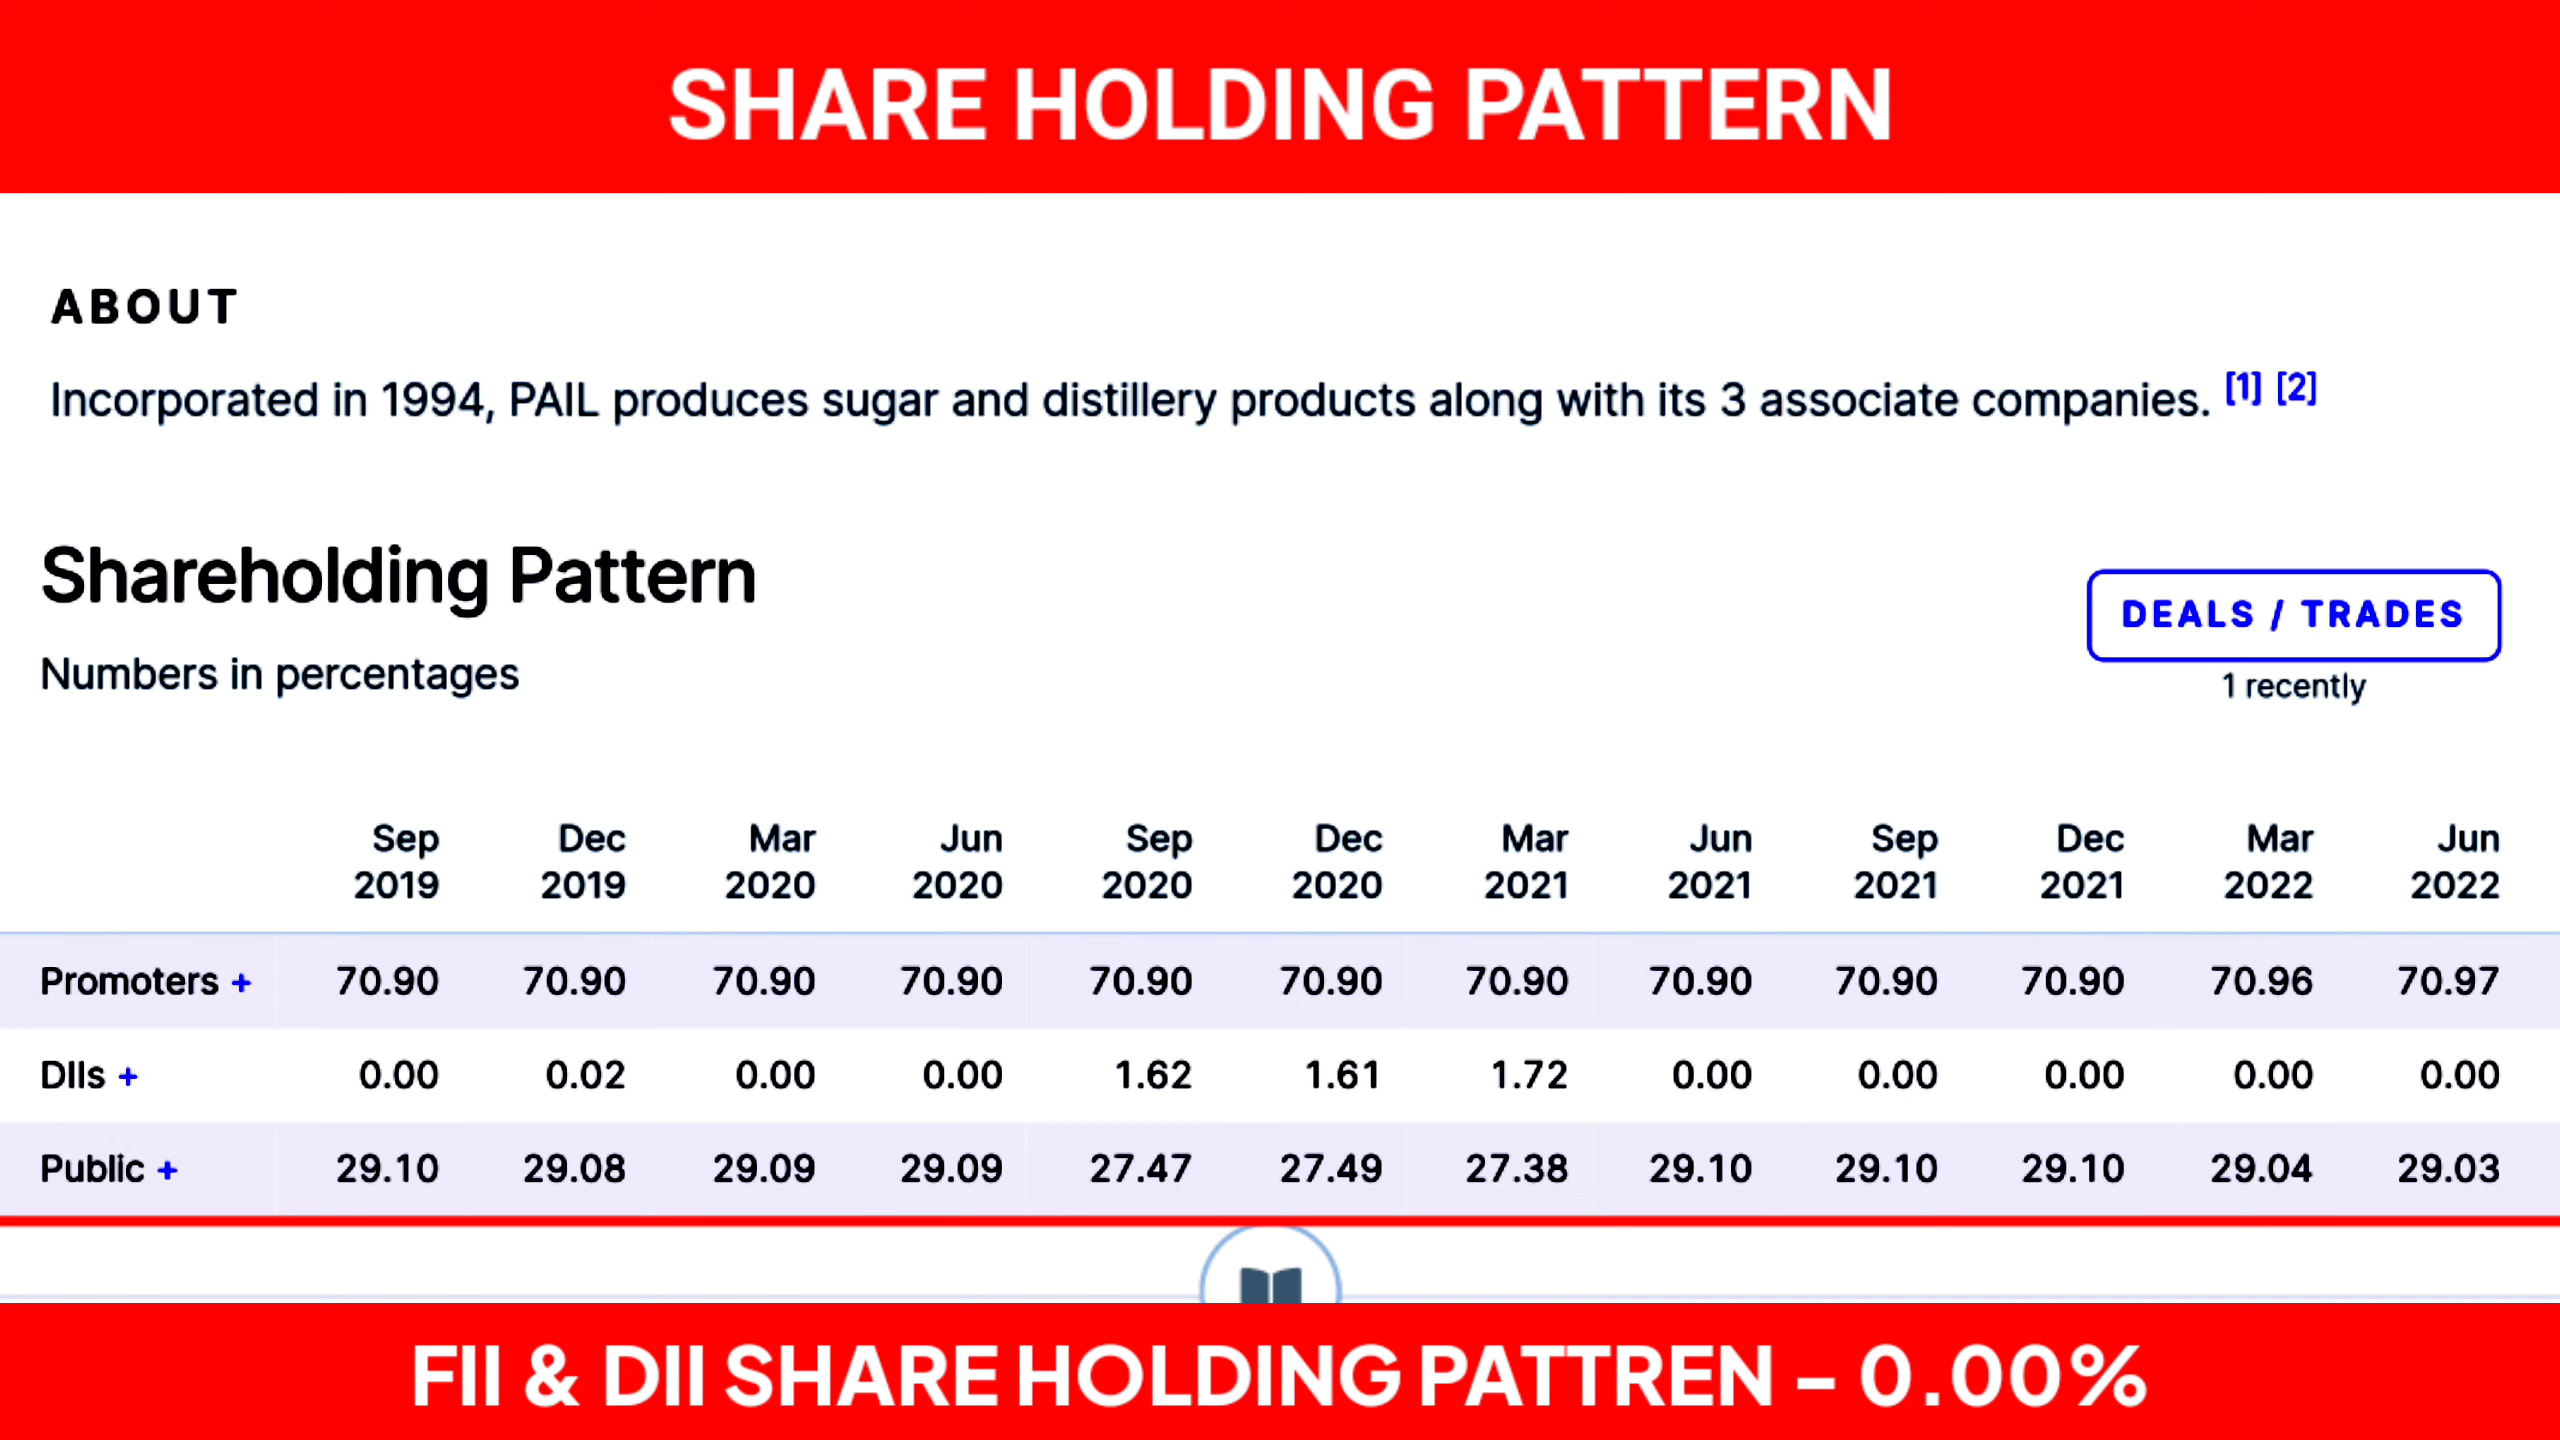 SHARE HOLDING PATTERN
ABOUT
Incorporated in 1994, PAIL produces sugar and distillery products along with its 3 associate companies. [1] [2]
Shareholding Pattern
DEALS / TRADES
Numbers in percentages
1 recently
Sep 2019 Dec 2019 Mar 2020 Jun 2020 Sep 2020 Dec 2020 Mar 2021 Jun 2021 Sep 2021 Dec 2021 Mar 2022 Jun 2022
Promoters + 70.90 70.90 70.90 70.90 70.90 70.90 70.90 70.90 70.90 70.90 70.96 70.97
DIIs + 0.00 0.02 0.00 0.00 1.62 1.61 1.72 0.00 0.00 0.00 0.00 0.00
Public + 29.10 29.08 29.09 29.09 27.47 27.49 27.38 29.10 29.10 29.10 29.04 29.03
FII & DII SHARE HOLDING PATTREN - 0.00%